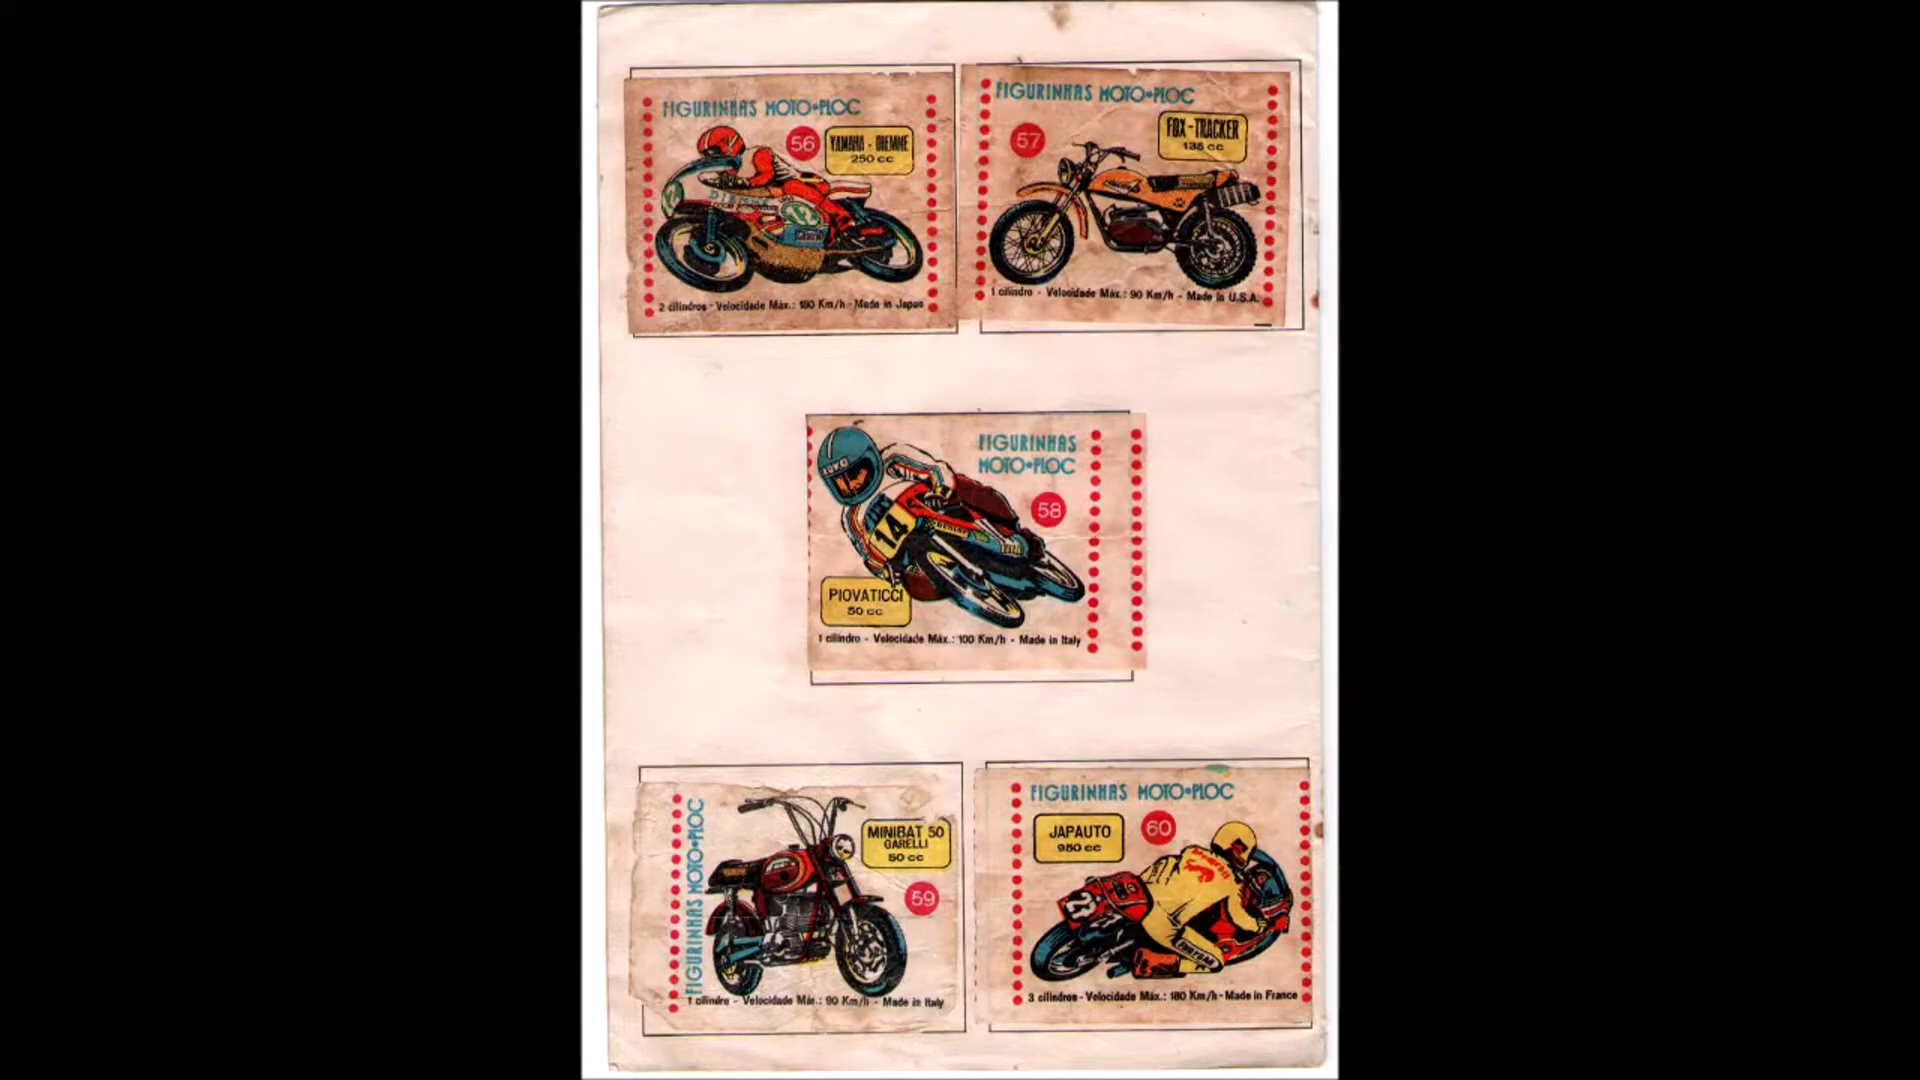 FIGURINHAS MOTO•PLOC
56
YAMAHA - DIEMME
250 cc
12
2 cilindros - Velocidade Máx.: 180 Km/h - Made in Japan
FIGURINHAS MOTO•PLOC
57
FOX-TRACKER
135 cc
1 cilindro - Velocidade Máx.: 90 Km/h - Made in U.S.A.
FIGURINHAS
MOTO•PLOC
58
14
PIOVATICCI
50 cc
1 cilindro - Velocidade Máx.: 100 Km/h - Made in Italy
FIGURINHAS MOTO•PLOC
MINIBAT 50
GARELLI
50 cc
59
1 cilindro - Velocidade Máx.: 90 Km/h - Made in Italy
FIGURINHAS MOTO•PLOC
JAPAUTO
950 cc
60
3 cilindros - Velocidade Máx.: 180 Km/h - Made in France